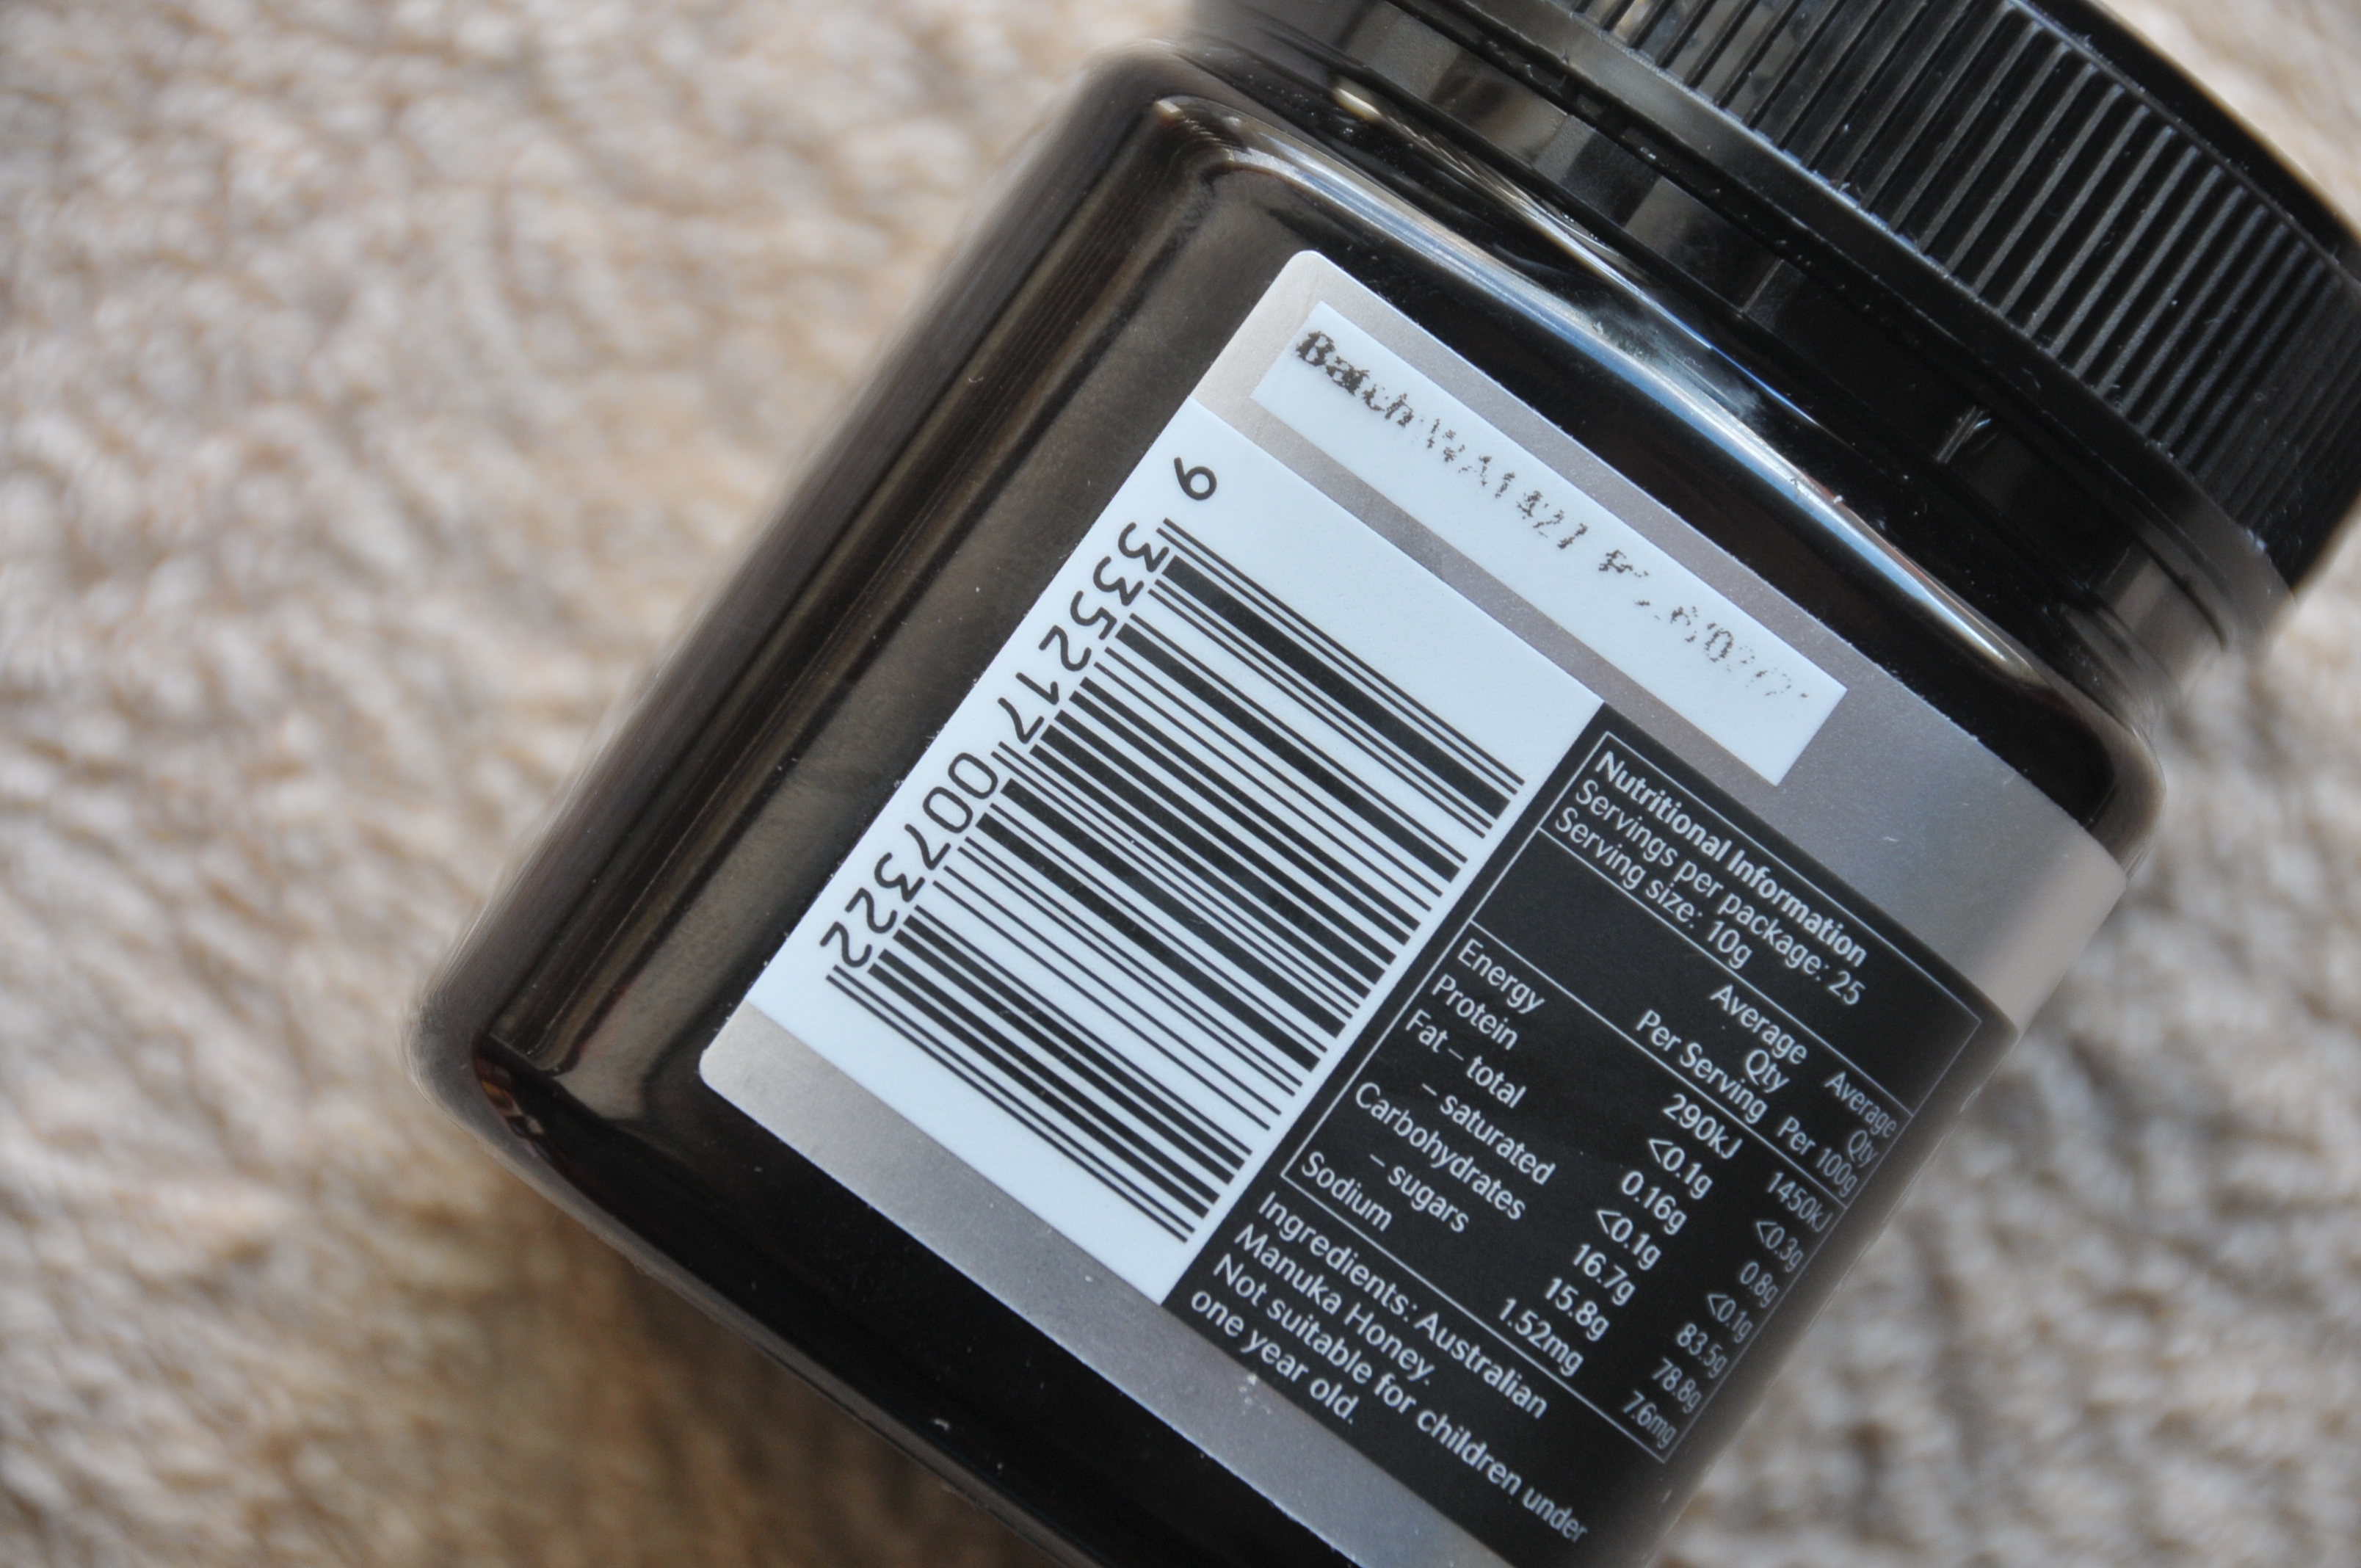 Batch
9 335217 007322
Nutritional Information
Servings per package: 25
Serving size: 10g
Average Average
Qty Qty
Per Serving Per 100g
Energy 290kJ 1450kJ
Protein <0.1g <0.3g
Fat – total 0.16g 0.8g
– saturated <0.1g <0.1g
Carbohydrates 16.7g 83.5g
– sugars 15.8g 78.8g
Sodium 1.52mg 7.6mg
Ingredients: Australian
Manuka Honey.
Not suitable for children under
one year old.